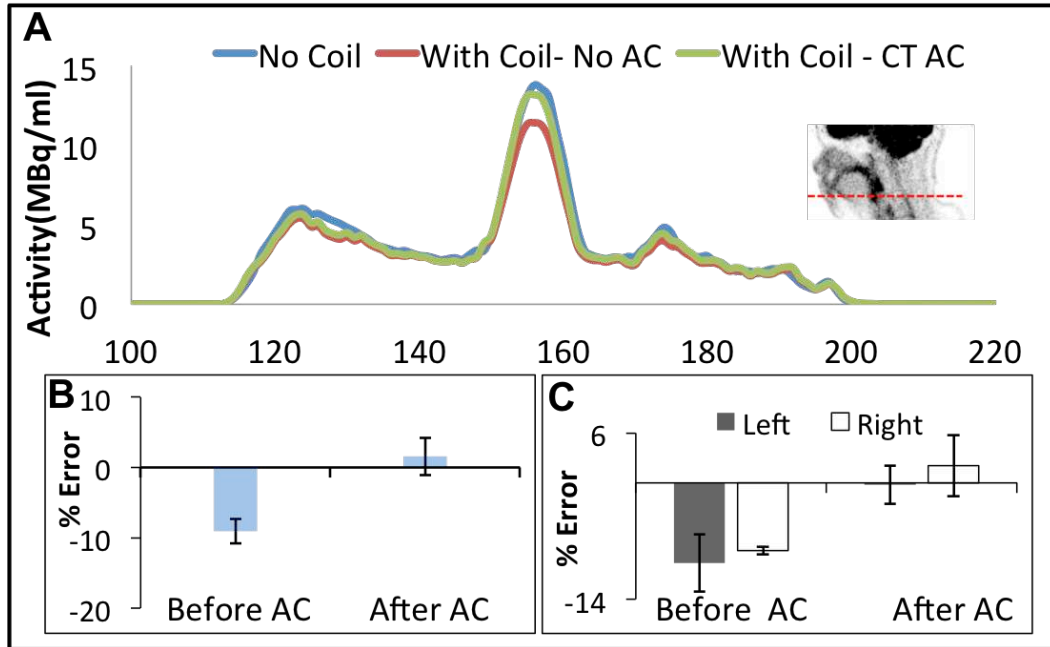 A
No Coil With Coil- No AC With Coil - CT AC
Activity(MBq/ml)
15
10
5
0
100 120 140 160 180 200 220
B
% Error
10
0
-10
-20
Before AC After AC
C
Left Right
% Error
6
-14
Before AC After AC